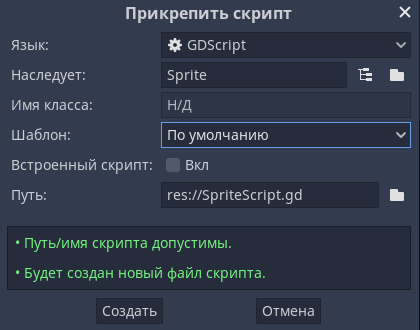 Прикрепить скрипт
Язык: GDScript
Наследует: Sprite
Имя класса: Н/Д
Шаблон: По умолчанию
Встроенный скрипт: Вкл
Путь: res://SpriteScript.gd
• Путь/имя скрипта допустимы.
• Будет создан новый файл скрипта.
Создать Отмена